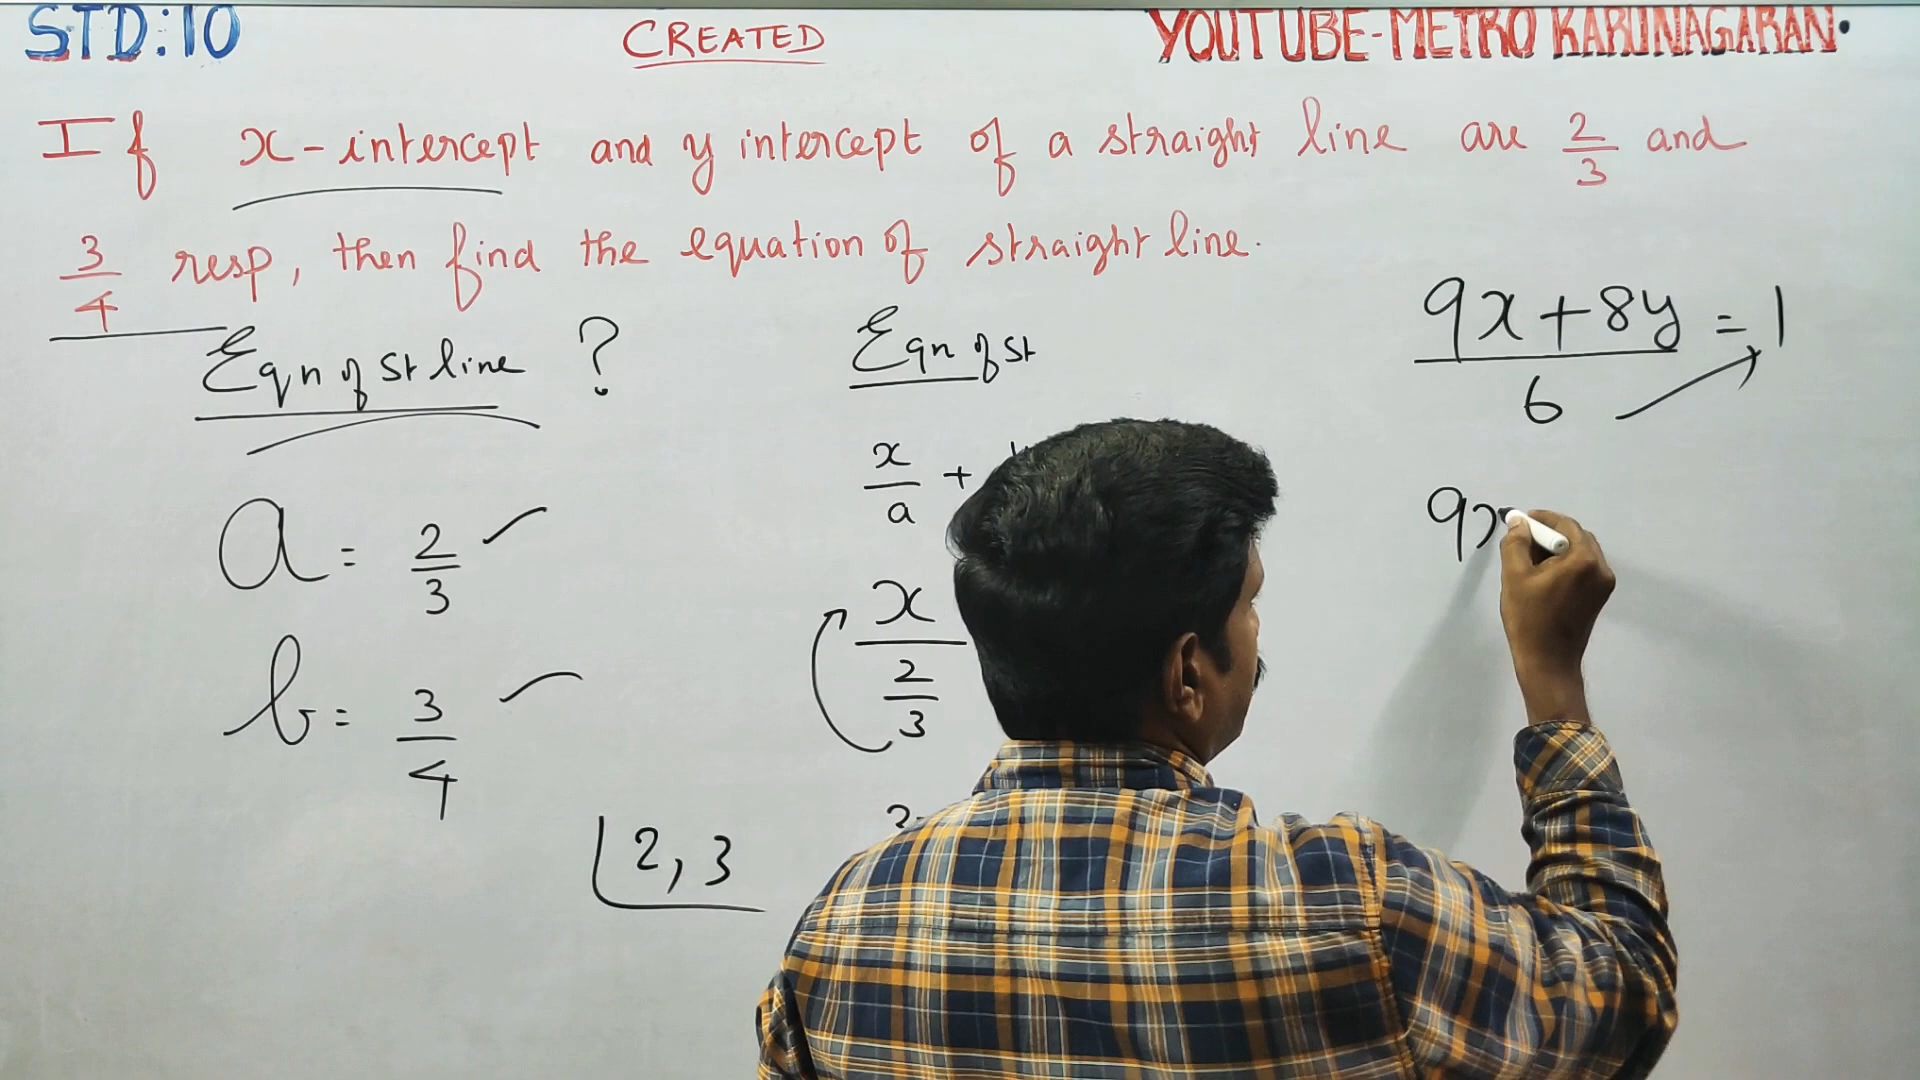 STD:10
CREATED
YOUTUBE-METRO KARUNAGARAN.
If x-intercept and y intercept of a straight line are 2/3 and
3/4 resp, then find the equation of straight line.
Eqn of St line ?
a = 2/3
b = 3/4
2, 3
Eqn of St
x/a +
x
2/3
9x+8y/6 = 1
9x